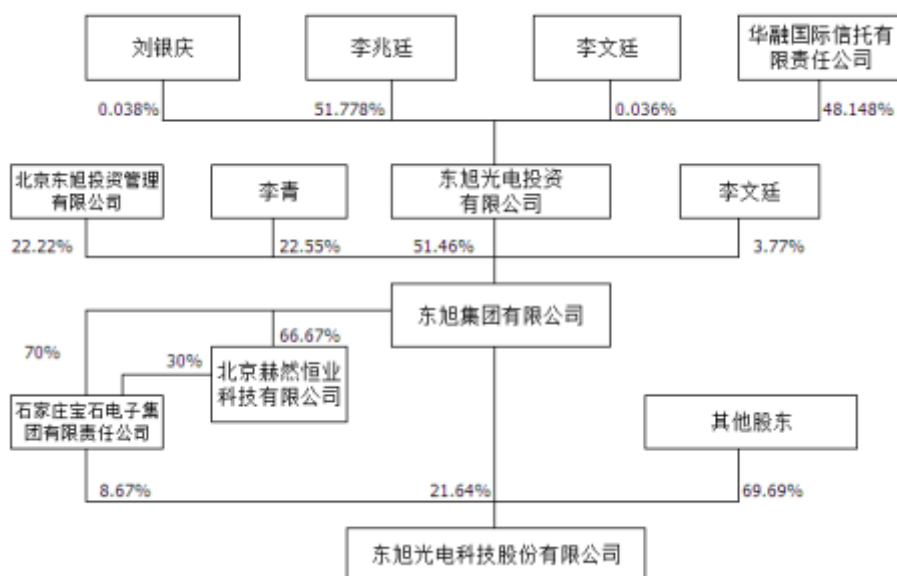 刘银庆
李兆廷
李文廷
华融国际信托有
限责任公司
0.038%
51.778%
0.036%
48.148%
北京东旭投资管理
有限公司
李青
东旭光电投资
有限公司
李文廷
22.22%
22.55%
51.46%
3.77%
东旭集团有限公司
66.67%
70%
30%
北京赫然恒业
科技有限公司
石家庄宝石电子集
团有限责任公司
其他股东
8.67%
21.64%
69.69%
东旭光电科技股份有限公司